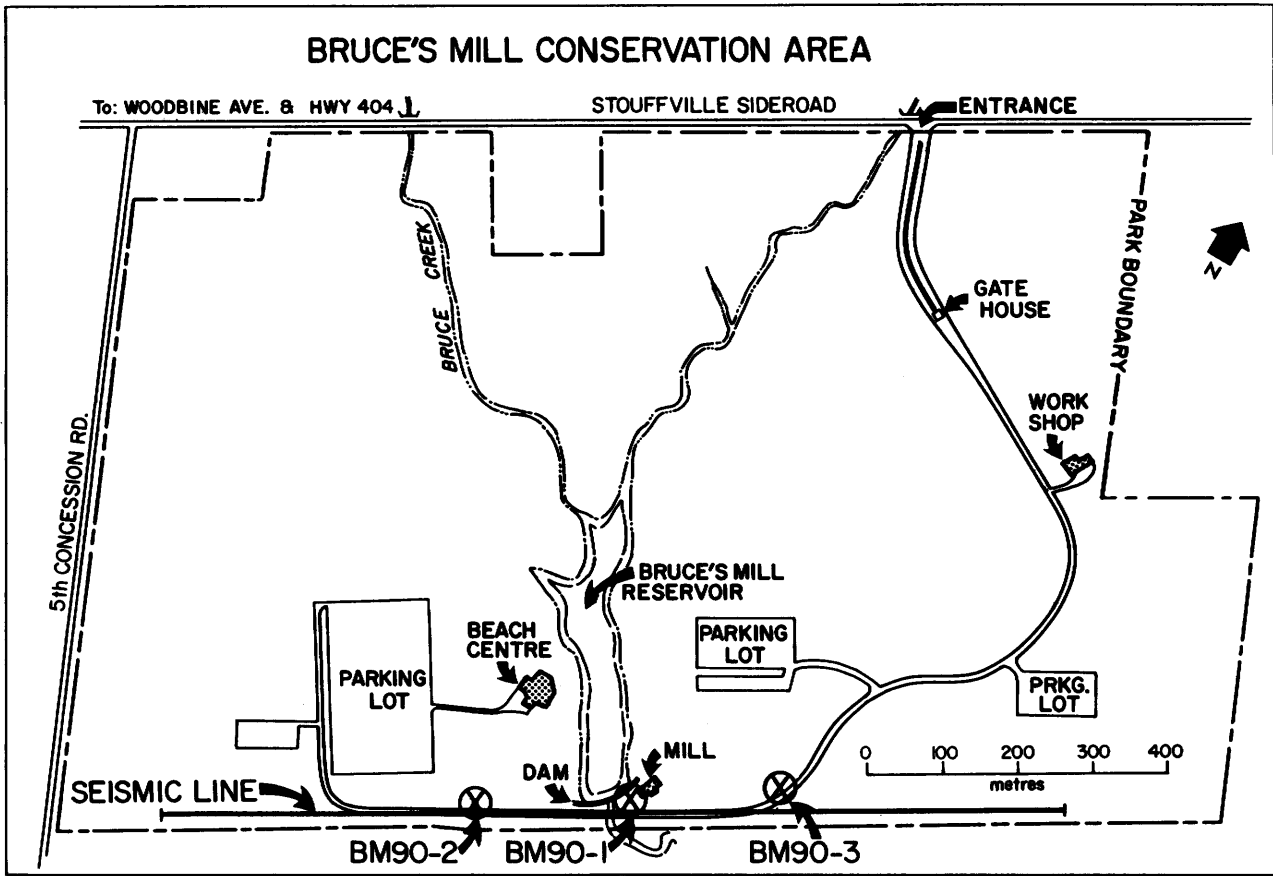 BRUCE'S MILL CONSERVATION AREA
To: WOODBINE AVE. & HWY 404
STOUFFVILLE SIDEROAD
ENTRANCE
BRUCE CREEK
PARK BOUNDARY
N
GATE
HOUSE
WORK
SHOP
5th CONCESSION RD.
BRUCE'S MILL
RESERVOIR
BEACH
CENTRE
PARKING
LOT
PARKING
LOT
PRKG.
LOT
MILL
DAM
0 100 200 300 400
metres
SEISMIC LINE
BM90-2
BM90-1
BM90-3